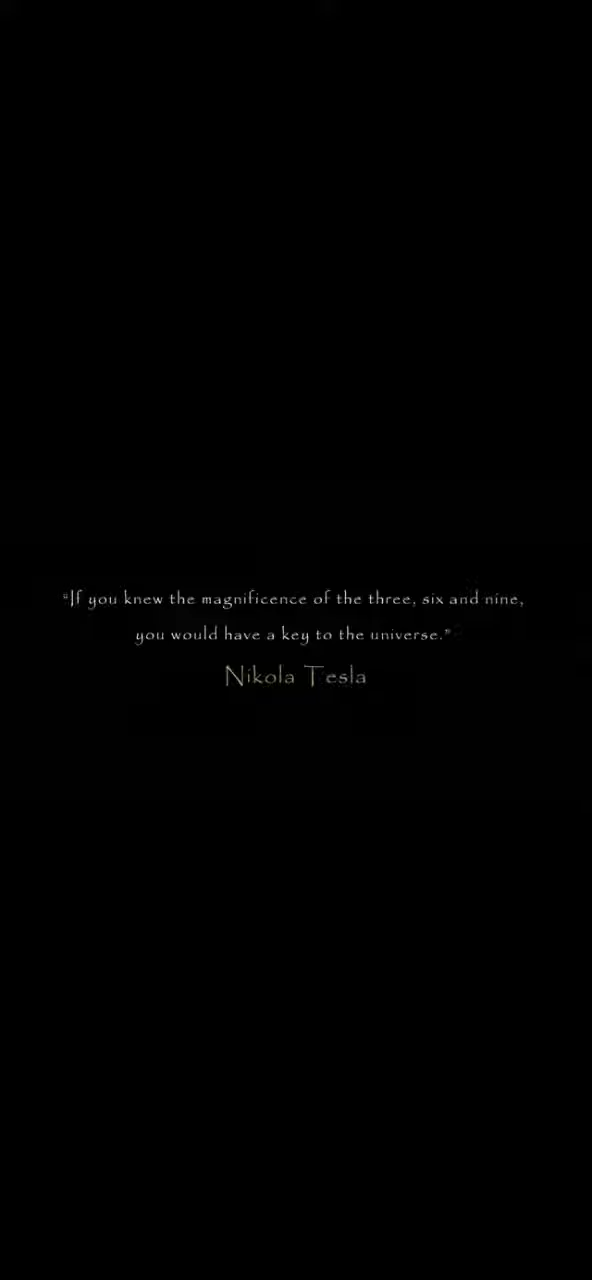 “If you knew the magnificence of the three, six and nine,
you would have a key to the universe.”
Nikola Tesla